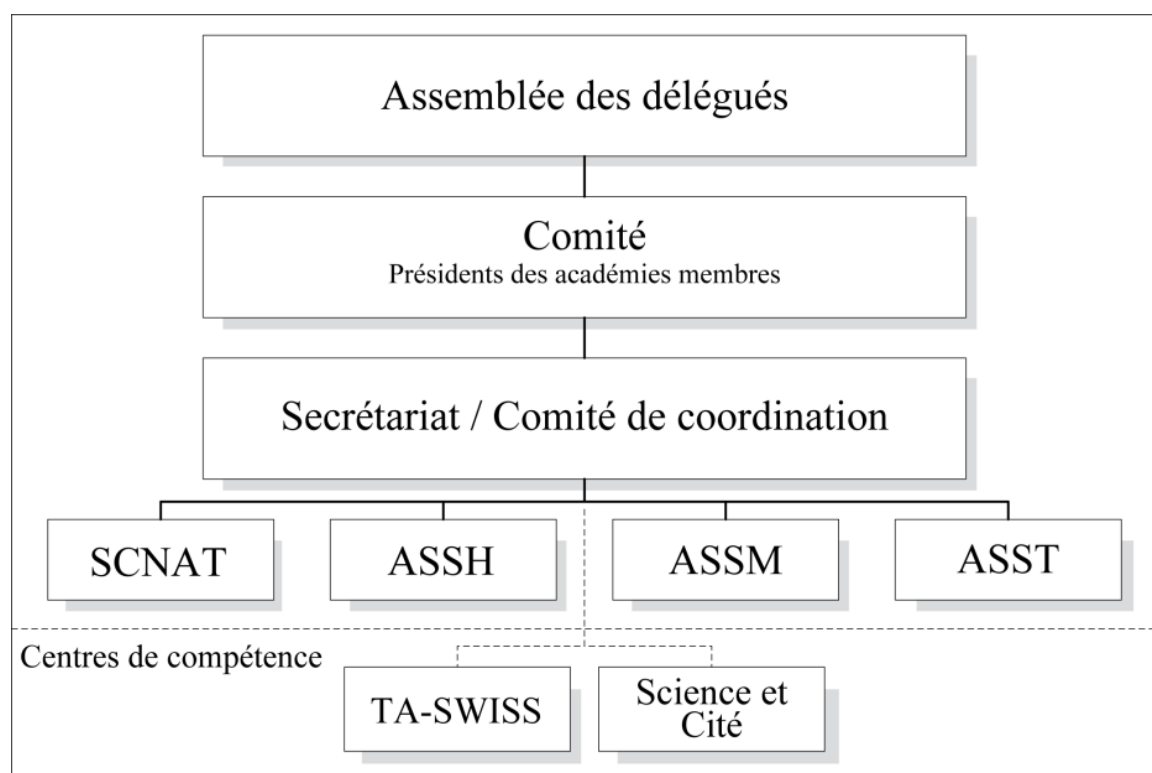 Assemblée des délégués
Comité
Présidents des académies membres
Secrétariat / Comité de coordination
SCNAT
ASSH
ASSM
ASST
Centres de compétence
TA-SWISS
Science et
Cité